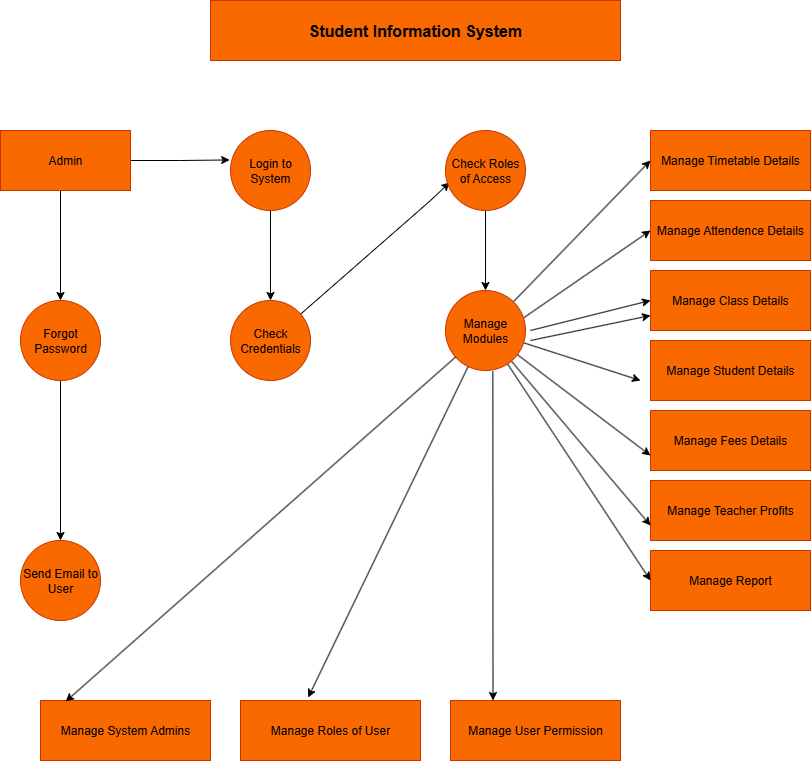 Student Information System
Admin
Login to
System
Check Roles
of Access
Manage Timetable Details
Manage Attendence Details
Manage Class Details
Forgot
Password
Check
Credentials
Manage
Modules
Manage Student Details
Manage Fees Details
Manage Teacher Profits
Send Email to
User
Manage Report
Manage System Admins
Manage Roles of User
Manage User Permission